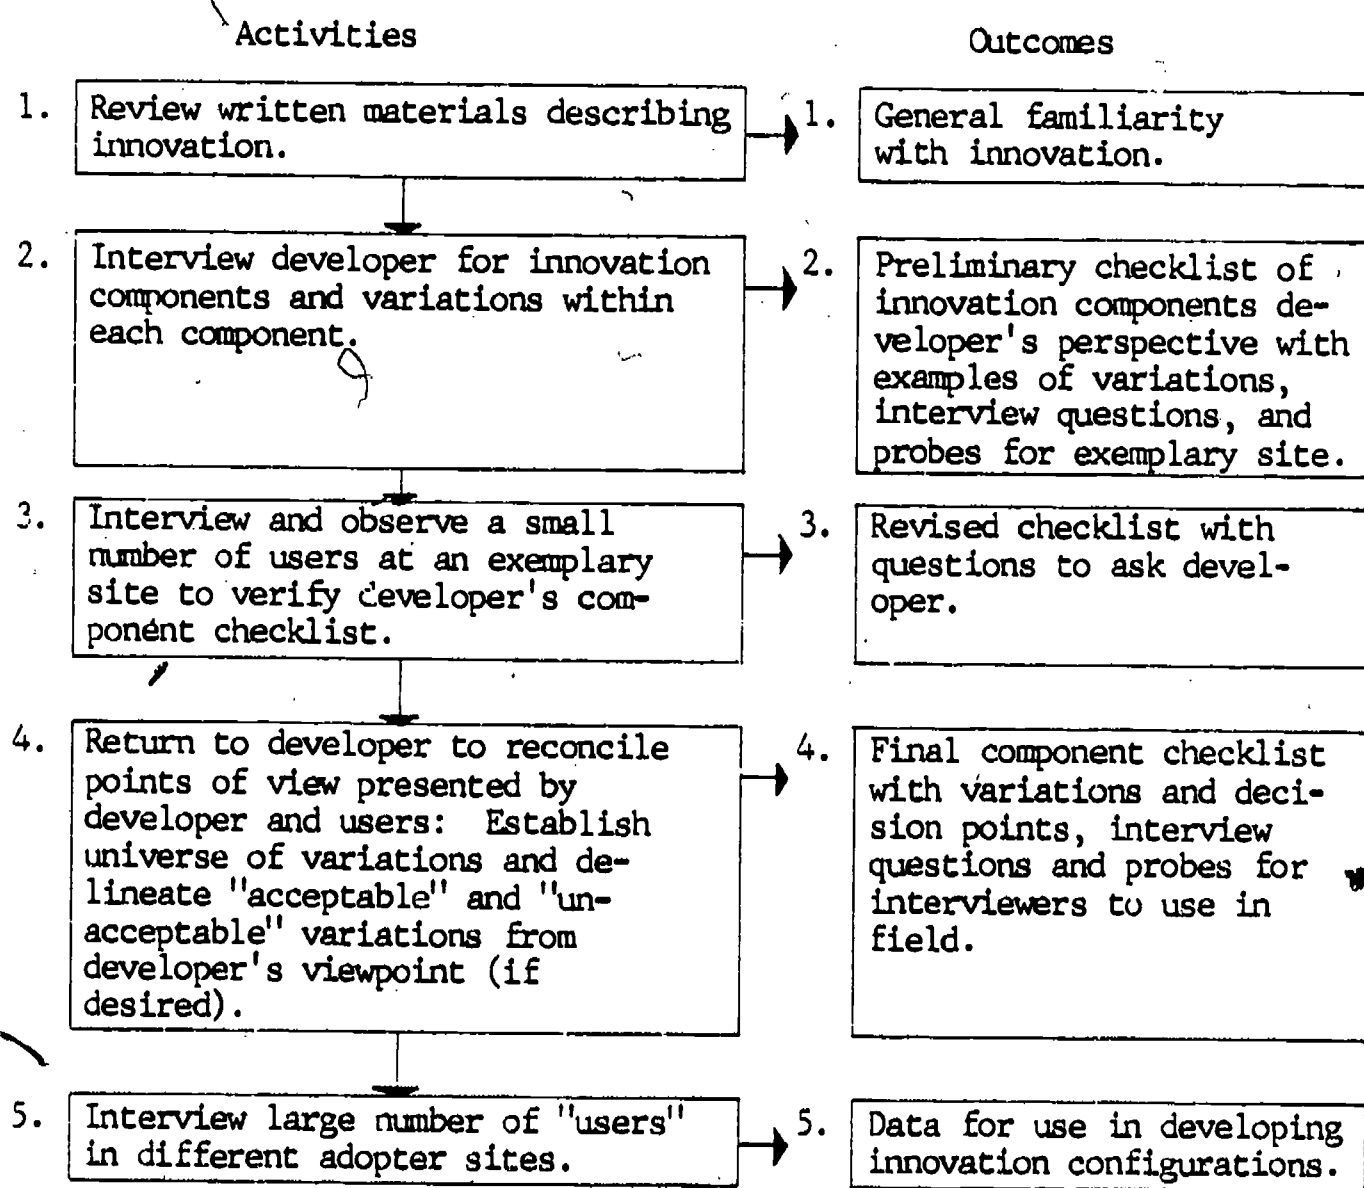 Activities
Outcomes
1. Review written materials describing
innovation.
1. General familiarity
with innovation.
2. Interview developer for innovation
components and variations within
each component.
2. Preliminary checklist of
innovation components de-
veloper's perspective with
examples of variations,
interview questions, and
probes for exemplary site.
3. Interview and observe a small
number of users at an exemplary
site to verify developer's com-
ponent checklist.
3. Revised checklist with
questions to ask devel-
oper.
4. Return to developer to reconcile
points of view presented by
developer and users: Establish
universe of variations and de-
lineate "acceptable" and "un-
acceptable" variations from
developer's viewpoint (if
desired).
4. Final component checklist
with variations and deci-
sion points, interview
questions and probes for
interviewers to use in
field.
5. Interview large number of "users"
in different adopter sites.
5. Data for use in developing
innovation configurations.